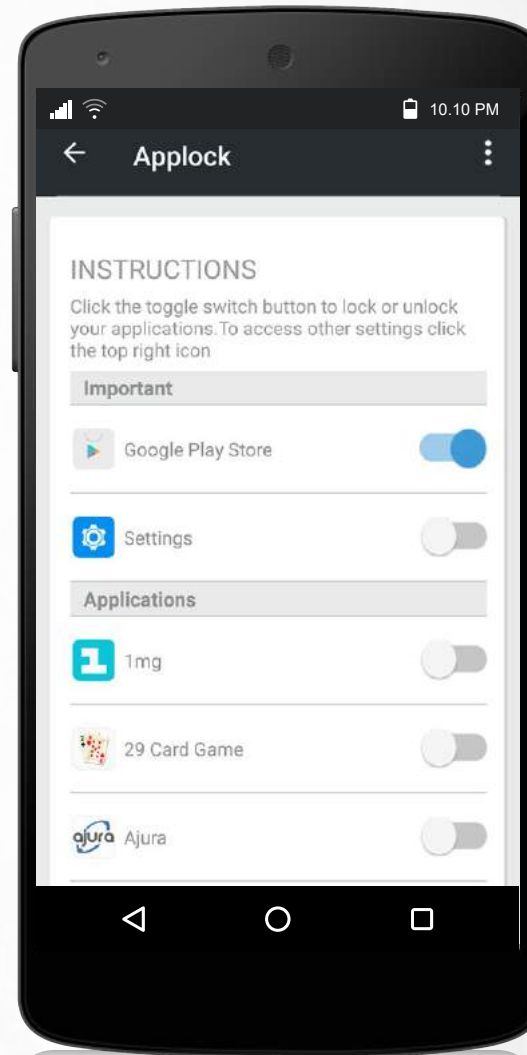 10.10 PM
Applock
INSTRUCTIONS
Click the toggle switch button to lock or unlock
your applications.To access other settings click
the top right icon
Important
Google Play Store
Settings
Applications
1mg
29 Card Game
ajura Ajura